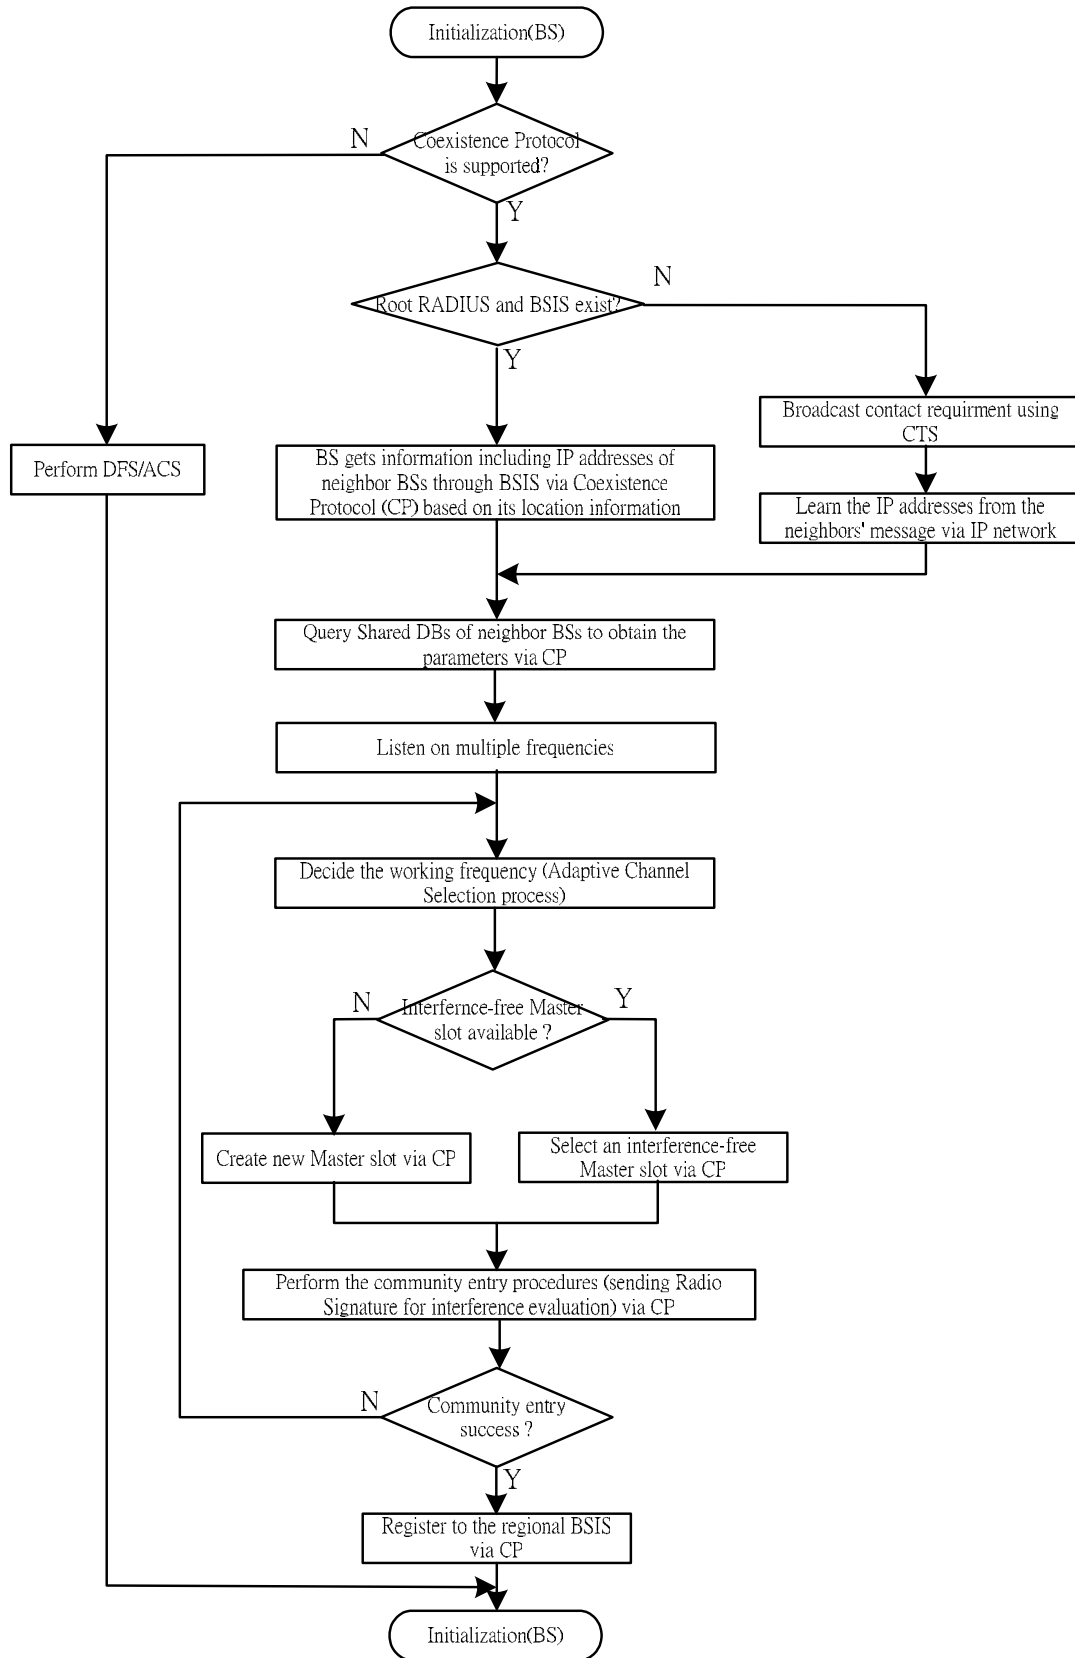 Initialization(BS)
N
Coexistence Protocol
is supported?
Y
N
Root RADIUS and BSIS exist?
Y
Broadcast contact requirment using
CTS
Perform DFS/ACS
BS gets information including IP addresses of
neighbor BSs through BSIS via Coexistence
Protocol (CP) based on its location information
Learn the IP addresses from the
neighbors' message via IP network
Query Shared DBs of neighbor BSs to obtain the
parameters via CP
Listen on multiple frequencies
Decide the working frequency (Adaptive Channel
Selection process)
N
Interfernce-free Master
slot available ?
Y
Create new Master slot via CP
Select an interference-free
Master slot via CP
Perform the community entry procedures (sending Radio
Signature for interference evaluation) via CP
N
Community entry
success ?
Y
Register to the regional BSIS
via CP
Initialization(BS)